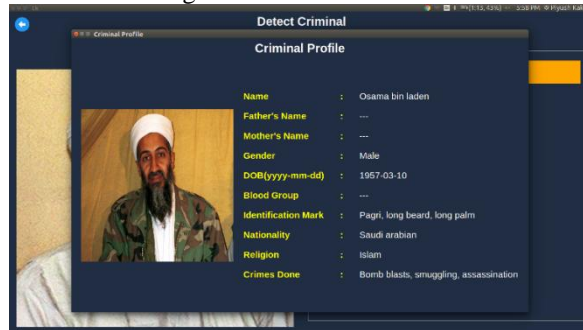 Detect Criminal
Criminal Profile
Criminal Profile
Name : Osama bin laden
Father's Name : ---
Mother's Name : ---
Gender : Male
DOB(yyyy-mm-dd) : 1957-03-10
Blood Group : ---
Identification Mark : Pagri, long beard, long palm
Nationality : Saudi arabian
Religion : Islam
Crimes Done : Bomb blasts, smuggling, assassination